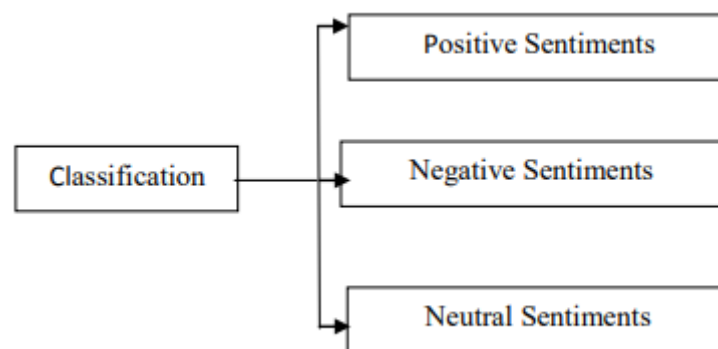 Positive Sentiments
Classification
Negative Sentiments
Neutral Sentiments